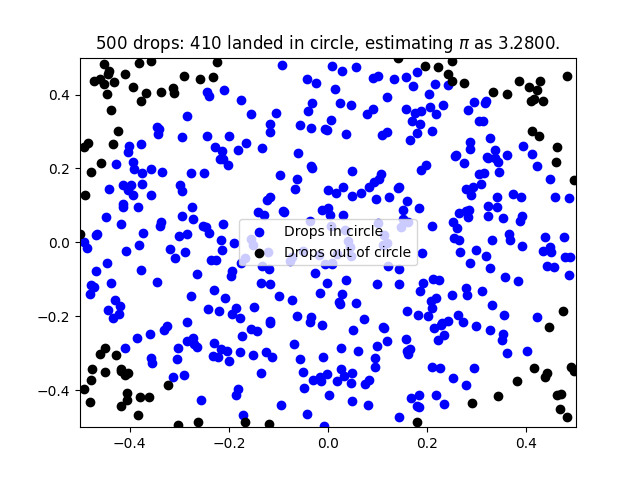 500 drops: 410 landed in circle, estimating π as 3.2800.
0.4
0.2
0.0
−0.2
−0.4
Drops in circle
Drops out of circle
−0.4 −0.2 0.0 0.2 0.4